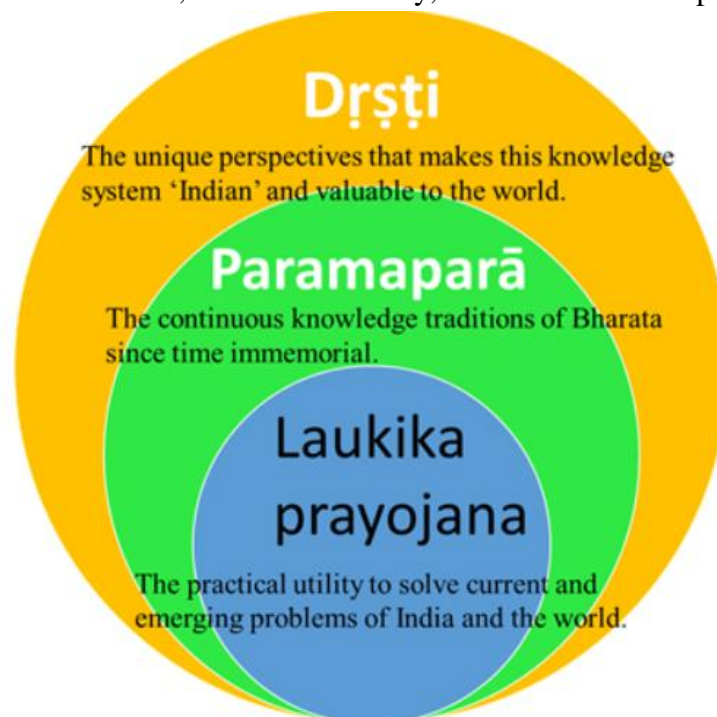 Dṛṣṭi
The unique perspectives that makes this knowledge
system ‘Indian’ and valuable to the world.
Paramaparā
The continuous knowledge traditions of Bharata
since time immemorial.
Laukika
prayojana
The practical utility to solve current and
emerging problems of India and the world.